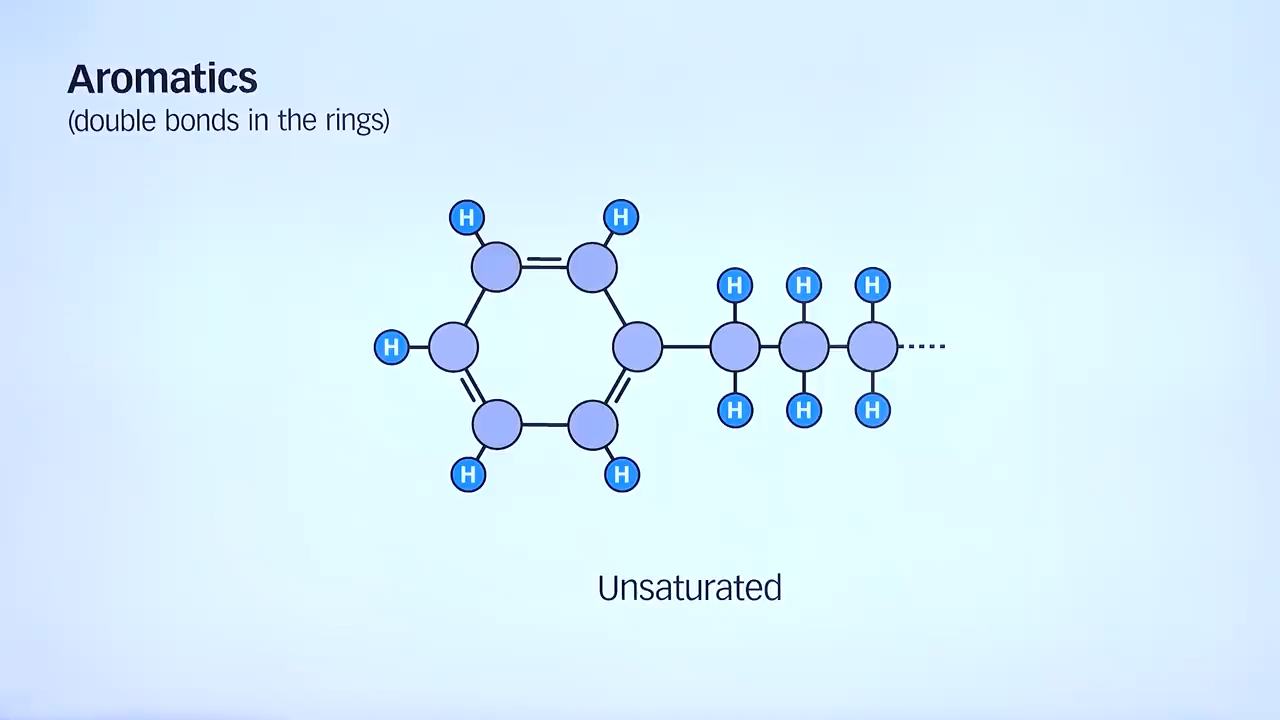 Aromatics
(double bonds in the rings)
H H
H H H
H
H H H
H H
Unsaturated